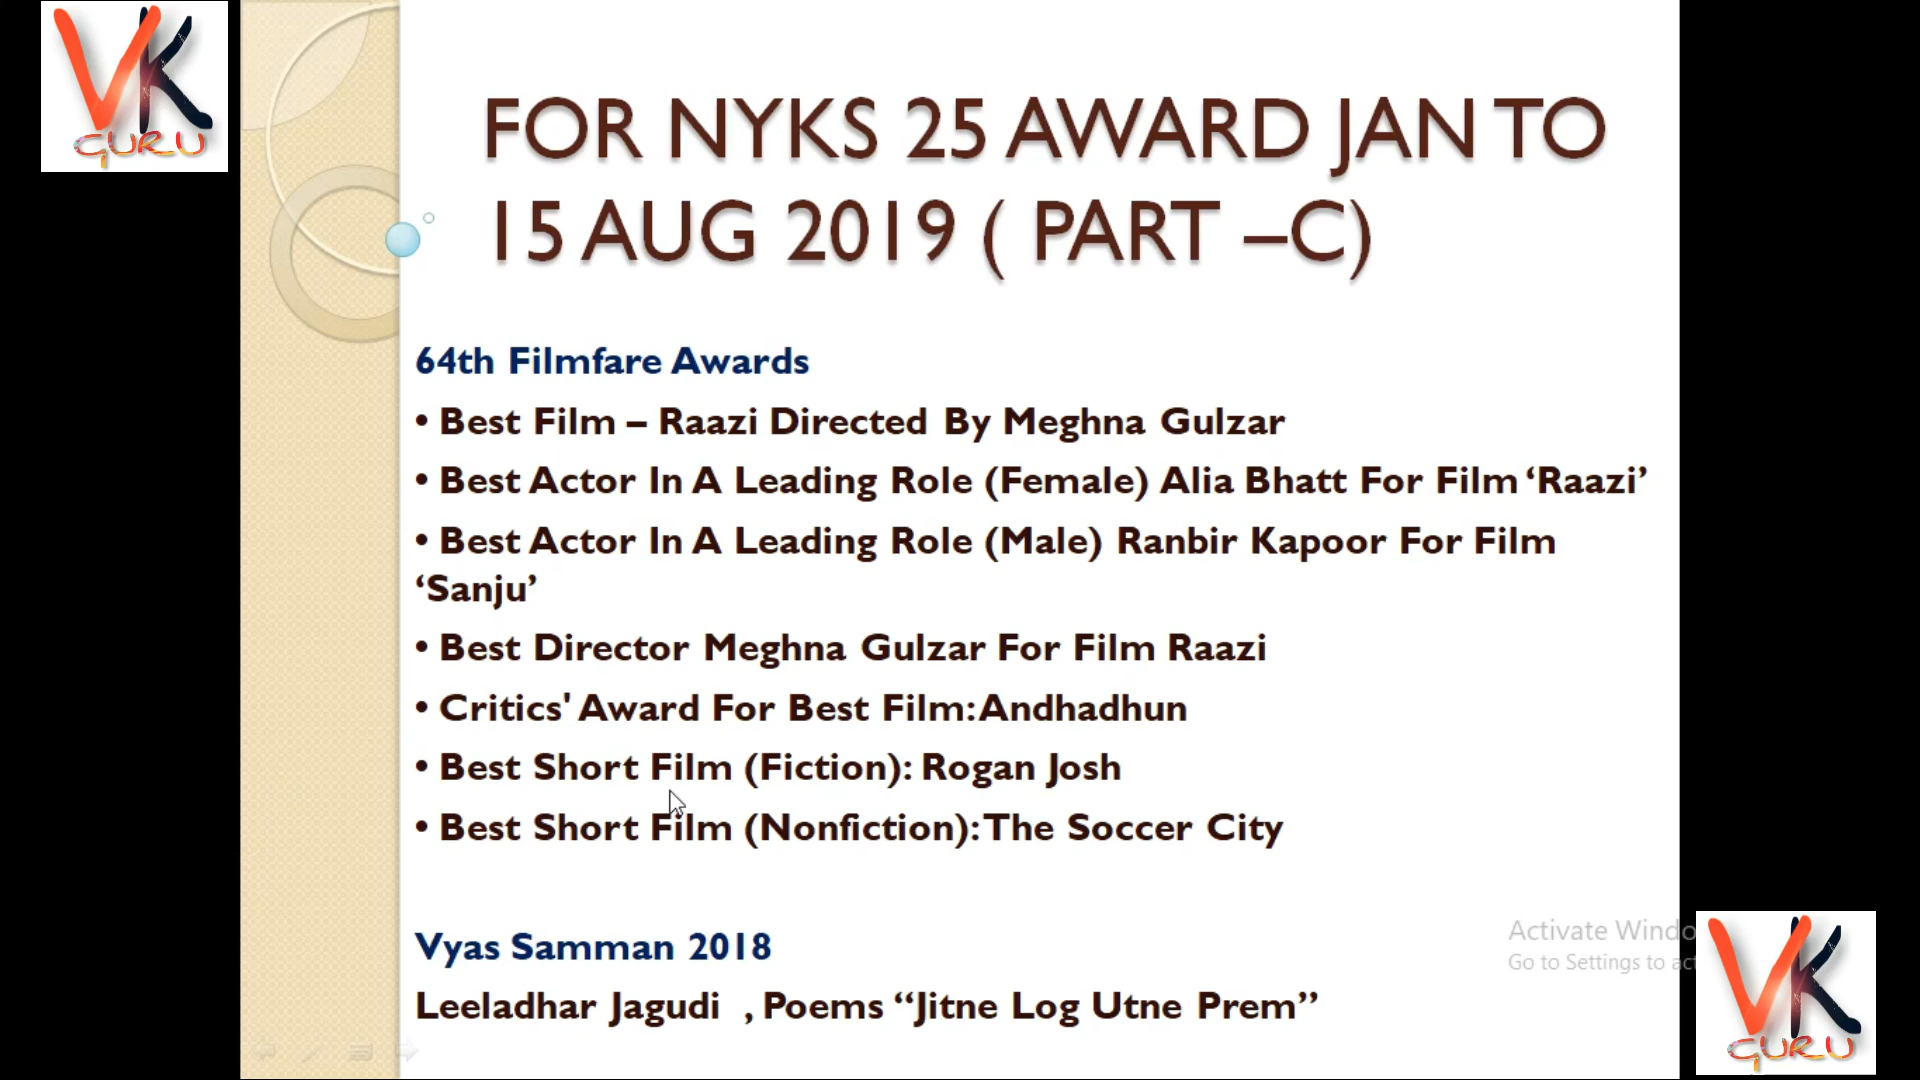 VK
GURU
FOR NYKS 25 AWARD JAN TO
15 AUG 2019 ( PART –C)
64th Filmfare Awards
• Best Film – Raazi Directed By Meghna Gulzar
• Best Actor In A Leading Role (Female) Alia Bhatt For Film ‘Raazi’
• Best Actor In A Leading Role (Male) Ranbir Kapoor For Film
‘Sanju’
• Best Director Meghna Gulzar For Film Raazi
• Critics' Award For Best Film: Andhadhun
• Best Short Film (Fiction): Rogan Josh
• Best Short Film (Nonfiction): The Soccer City
Vyas Samman 2018
Leeladhar Jagudi , Poems “Jitne Log Utne Prem”
Activate Windo
Go to Settings to act
VK
GURU